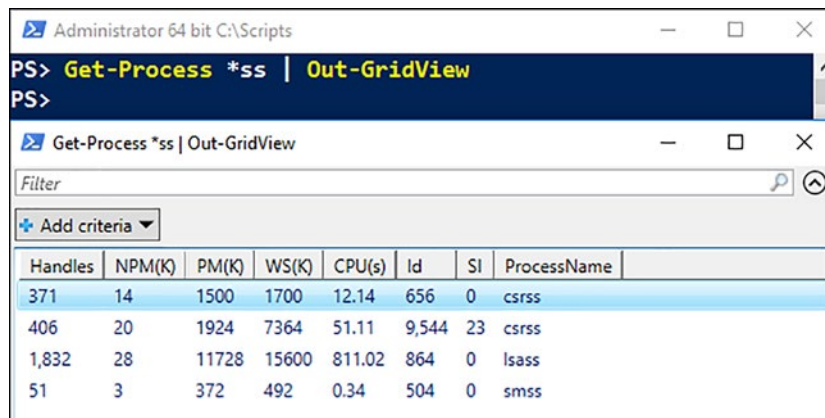 Administrator 64 bit C:\Scripts
PS> Get-Process *ss | Out-GridView
PS>
Get-Process *ss | Out-GridView
Filter
Add criteria
Handles NPM(K) PM(K) WS(K) CPU(s) Id SI ProcessName
371 14 1500 1700 12.14 656 0 csrss
406 20 1924 7364 51.11 9,544 23 csrss
1,832 28 11728 15600 811.02 864 0 lsass
51 3 372 492 0.34 504 0 smss